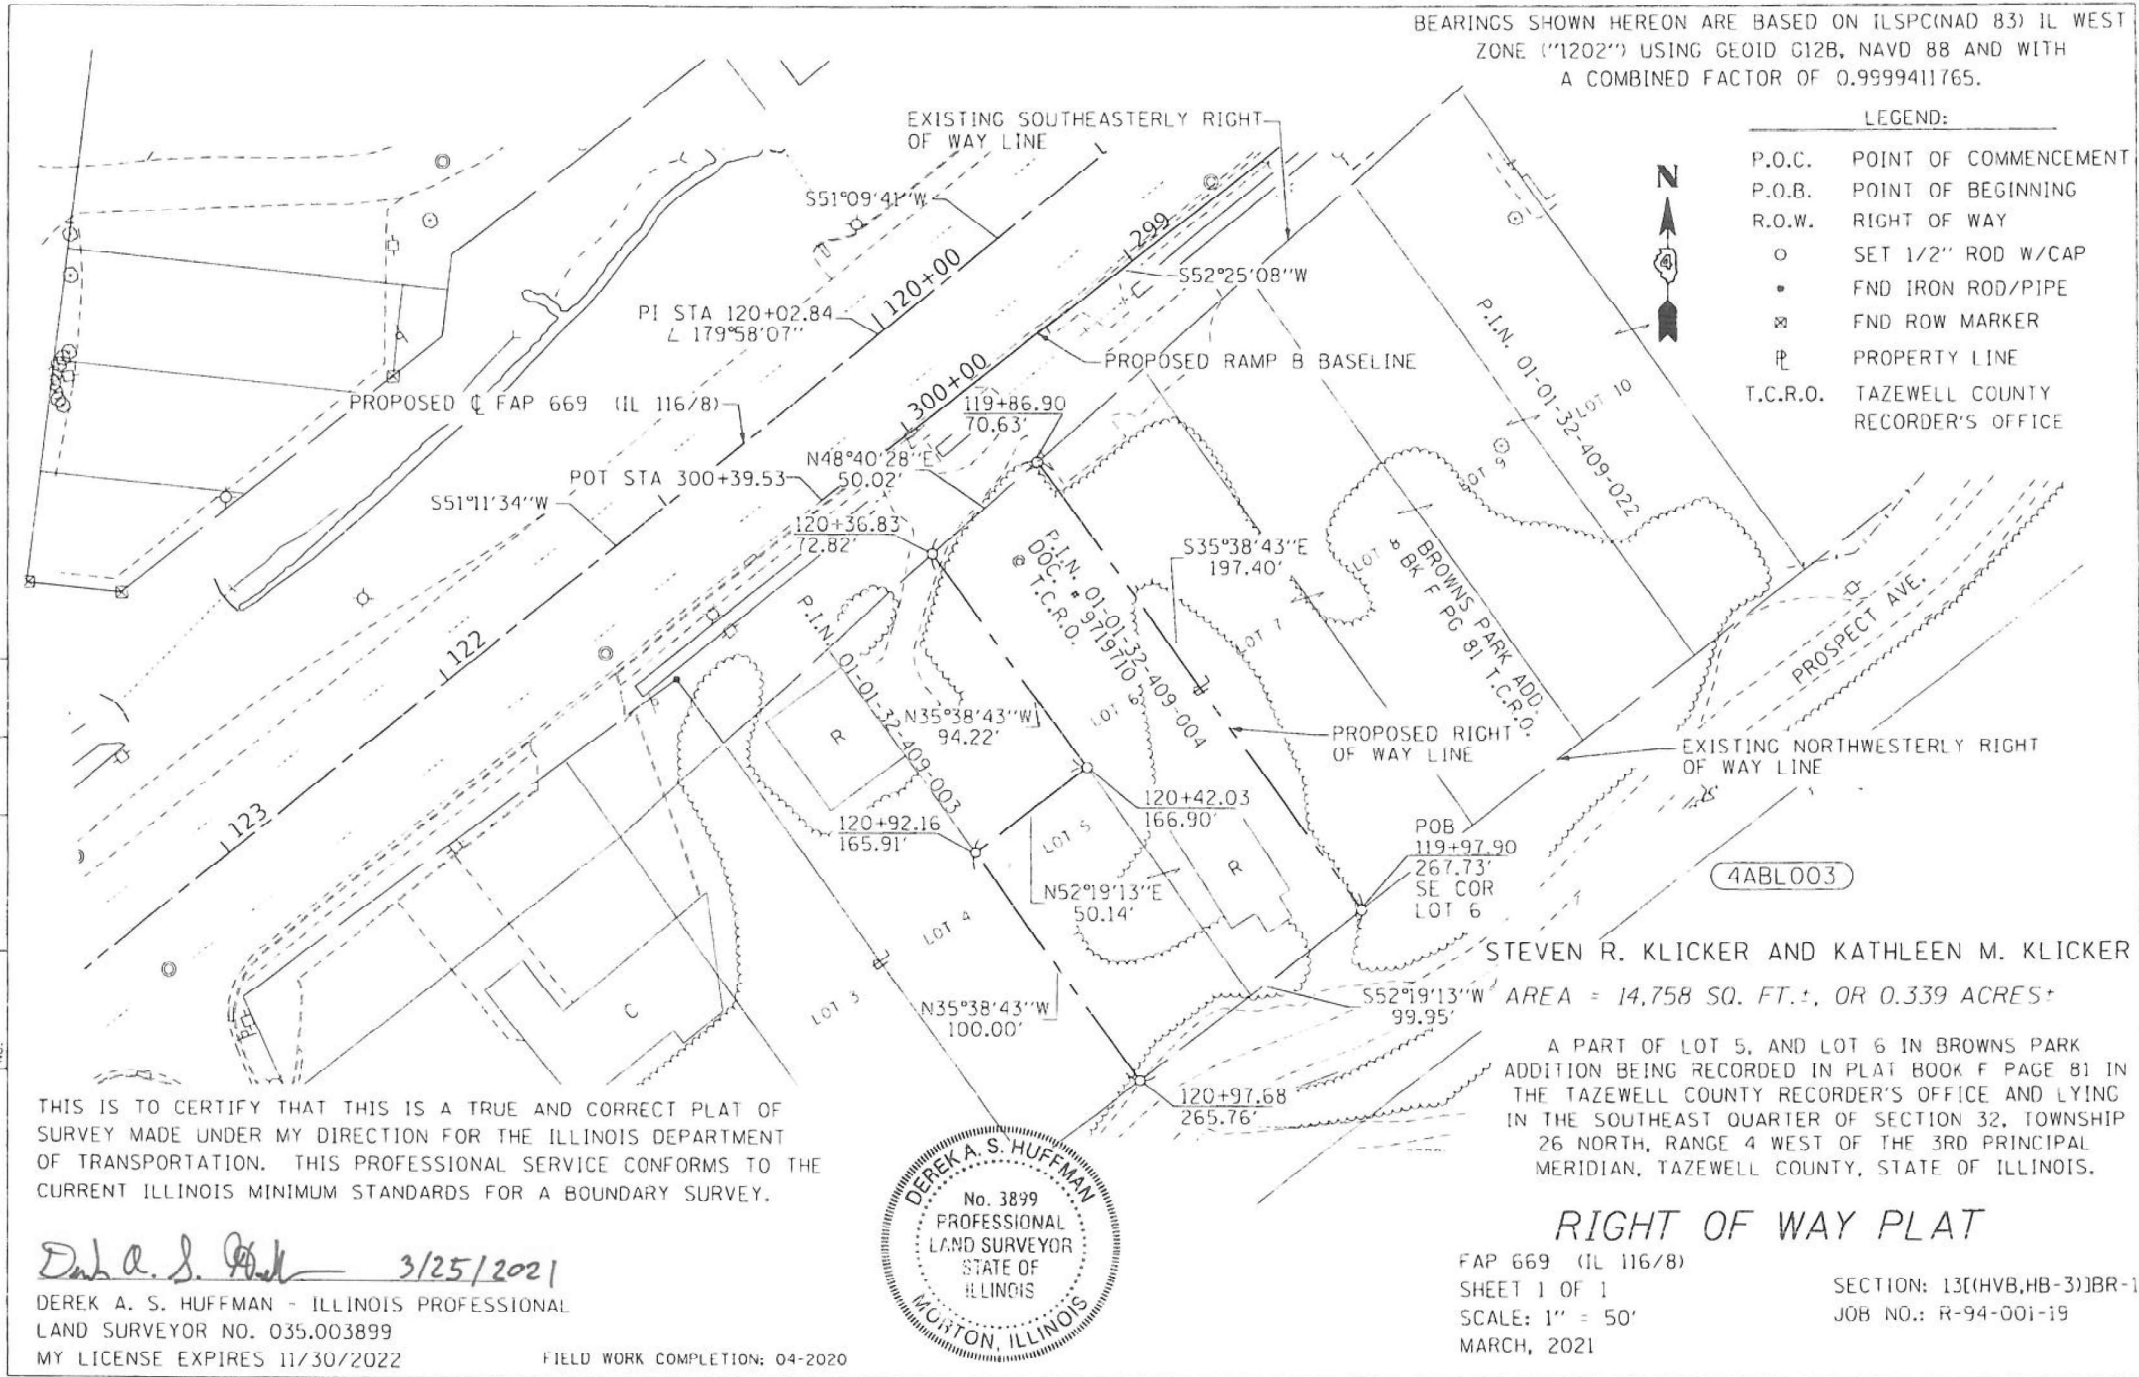 BEARINGS SHOWN HEREON ARE BASED ON ILSPC(NAD 83) IL WEST
ZONE ("1202") USING GEOID G12B, NAVD 88 AND WITH
A COMBINED FACTOR OF 0.9999411765.
LEGEND:
P.O.C. POINT OF COMMENCEMENT
P.O.B. POINT OF BEGINNING
R.O.W. RIGHT OF WAY
SET 1/2" ROD W/CAP
FND IRON ROD/PIPE
FND ROW MARKER
PROPERTY LINE
T.C.R.O. TAZEWELL COUNTY
RECORDER'S OFFICE
N
4
EXISTING SOUTHEASTERLY RIGHT
OF WAY LINE
S51°09'41"W
299
S52°25'08"W
120+00
PI STA 120+02.84
∠ 179°58'07"
PROPOSED RAMP B BASELINE
300+00
PROPOSED ℄ FAP 669 (IL 116/8)
119+86.90
70.63'
N48°40'28"E
50.02'
POT STA 300+39.53
S51°11'34"W
120+36.83
72.82'
P.I.N. 01-01-32-409-022
LOT 10
LOT 9
LOT 8
LOT 7
BROWNS PARK ADD.
BK F PG 81 T.C.R.O.
S35°38'43"E
197.40'
P.I.N. 01-01-32-409-004
DOC. # 9719710
@ T.C.R.O.
LOT 6
PROSPECT AVE.
122
P.I.N. 01-01-32-409-003
R
N35°38'43"W
94.22'
PROPOSED RIGHT
OF WAY LINE
EXISTING NORTHWESTERLY RIGHT
OF WAY LINE
123
120+42.03
166.90'
120+92.16
165.91'
LOT 5
R
POB
119+97.90
267.73'
SE COR
LOT 6
4ABL003
N52°19'13"E
50.14'
LOT 4
LOT 3
C
N35°38'43"W
100.00'
S52°19'13"W
99.95'
120+97.68
265.76'
STEVEN R. KLICKER AND KATHLEEN M. KLICKER
AREA = 14,758 SQ. FT.±, OR 0.339 ACRES±
A PART OF LOT 5, AND LOT 6 IN BROWNS PARK
ADDITION BEING RECORDED IN PLAT BOOK F PAGE 81 IN
THE TAZEWELL COUNTY RECORDER'S OFFICE AND LYING
IN THE SOUTHEAST QUARTER OF SECTION 32, TOWNSHIP
26 NORTH, RANGE 4 WEST OF THE 3RD PRINCIPAL
MERIDIAN, TAZEWELL COUNTY, STATE OF ILLINOIS.
THIS IS TO CERTIFY THAT THIS IS A TRUE AND CORRECT PLAT OF
SURVEY MADE UNDER MY DIRECTION FOR THE ILLINOIS DEPARTMENT
OF TRANSPORTATION. THIS PROFESSIONAL SERVICE CONFORMS TO THE
CURRENT ILLINOIS MINIMUM STANDARDS FOR A BOUNDARY SURVEY.
3/25/2021
DEREK A. S. HUFFMAN - ILLINOIS PROFESSIONAL
LAND SURVEYOR NO. 035.003899
MY LICENSE EXPIRES 11/30/2022
FIELD WORK COMPLETION: 04-2020
DEREK A. S. HUFFMAN
No. 3899
PROFESSIONAL
LAND SURVEYOR
STATE OF
ILLINOIS
MORTON, ILLINOIS
RIGHT OF WAY PLAT
FAP 669 (IL 116/8)
SHEET 1 OF 1
SCALE: 1" = 50'
MARCH, 2021
SECTION: 13[(HVB,HB-3)]BR-1
JOB NO.: R-94-001-19